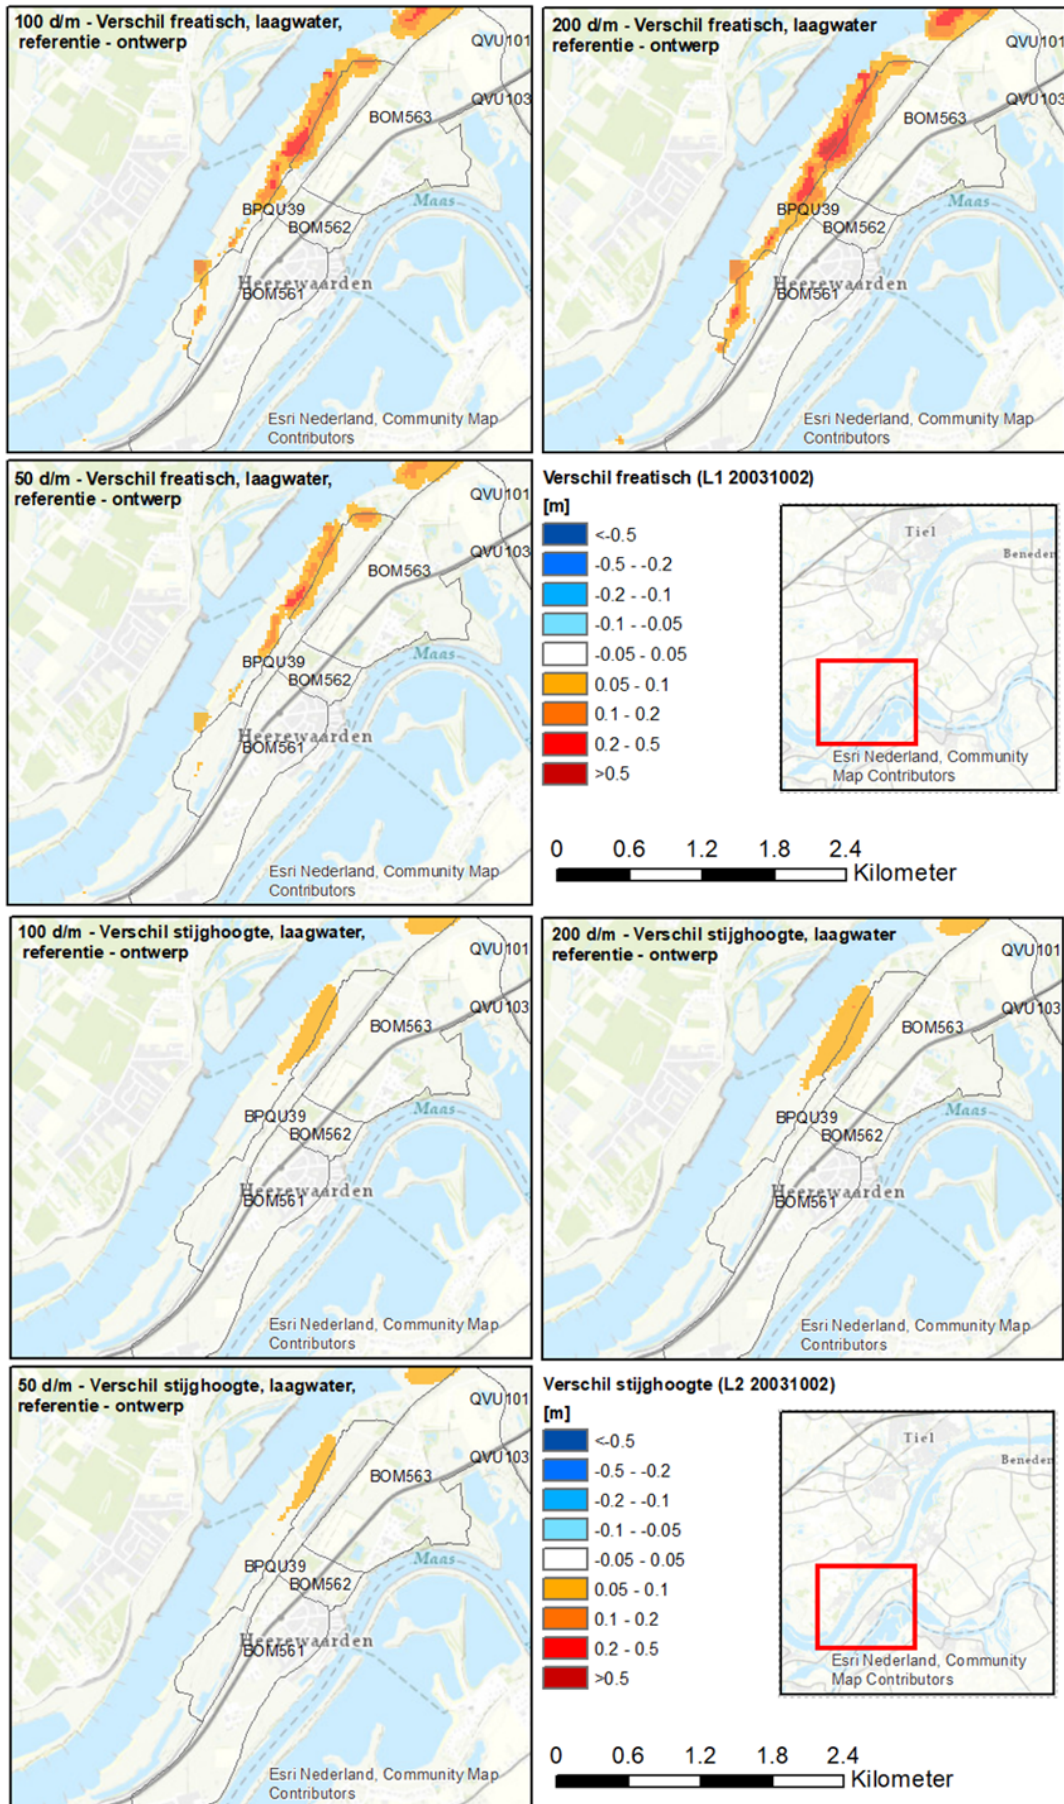 100 d/m - Verschil freatisch, laagwater,
referentie - ontwerp
QVU101
QVU103
BOM563
Maas
BPQU39
BOM562
Heerewaarden
BOM561
Esri Nederland, Community Map
Contributors
200 d/m - Verschil freatisch, laagwater
referentie - ontwerp
QVU101
QVU103
BOM563
Maas
BPQU39
BOM562
Heerewaarden
BOM561
Esri Nederland, Community Map
Contributors
50 d/m - Verschil freatisch, laagwater,
referentie - ontwerp
QVU101
QVU103
BOM563
Maas
BPQU39
BOM562
Heerewaarden
BOM561
Esri Nederland, Community Map
Contributors
Verschil freatisch (L1 20031002)
[m]
<-0.5
-0.5 - -0.2
-0.2 - -0.1
-0.1 - -0.05
-0.05 - 0.05
0.05 - 0.1
0.1 - 0.2
0.2 - 0.5
>0.5
Tiel
Beneden
Esri Nederland, Community
Map Contributors
0 0.6 1.2 1.8 2.4
Kilometer
100 d/m - Verschil stijghoogte, laagwater,
referentie - ontwerp
QVU101
QVU103
BOM563
Maas
BPQU39
BOM562
Heerewaarden
BOM561
Esri Nederland, Community Map
Contributors
200 d/m - Verschil stijghoogte, laagwater
referentie - ontwerp
QVU101
QVU103
BOM563
Maas
BPQU39
BOM562
Heerewaarden
BOM561
Esri Nederland, Community Map
Contributors
50 d/m - Verschil stijghoogte, laagwater,
referentie - ontwerp
QVU101
QVU103
BOM563
Maas
BPQU39
BOM562
Heerewaarden
BOM561
Esri Nederland, Community Map
Contributors
Verschil stijghoogte (L2 20031002)
[m]
<-0.5
-0.5 - -0.2
-0.2 - -0.1
-0.1 - -0.05
-0.05 - 0.05
0.05 - 0.1
0.1 - 0.2
0.2 - 0.5
>0.5
Tiel
Beneden
Esri Nederland, Community
Map Contributors
0 0.6 1.2 1.8 2.4
Kilometer